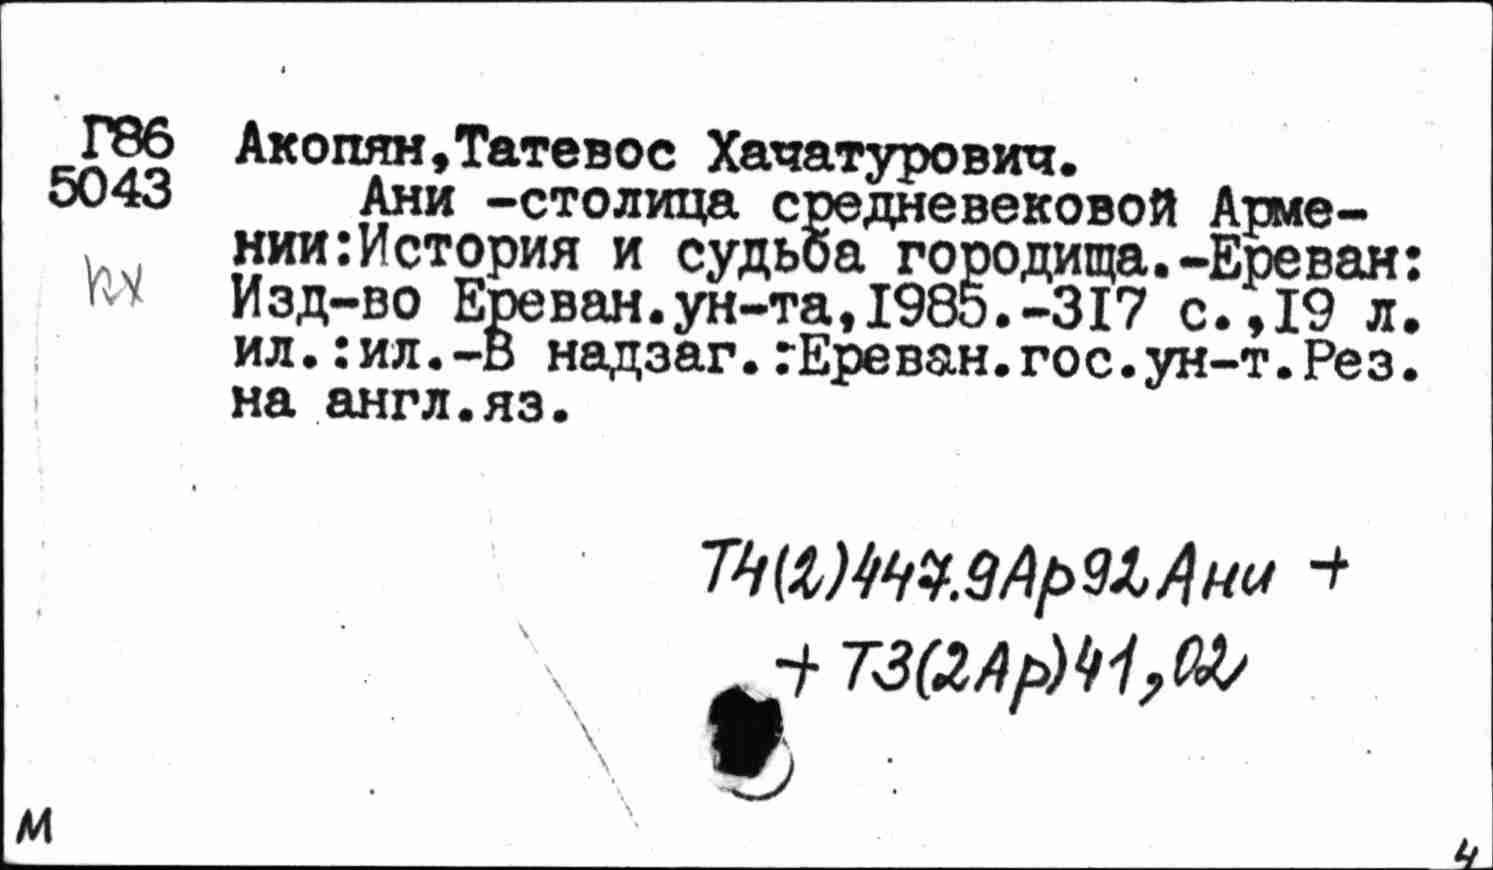 Г86
5043
Акопян,Татевос Хачатурович.
Ани -столица средневековой Арме-
нии:История и судьба городища.-Ереван:
Изд-во Ереван.ун-та,1985.-317 с.,19 л.
ил.:ил.-В надзаг.:Ереван.гос.ун-т.Рез.
на англ.яз.
Т4(2)447.9Ар92Ани +
+ Т3(2Ар)41,02
М
4